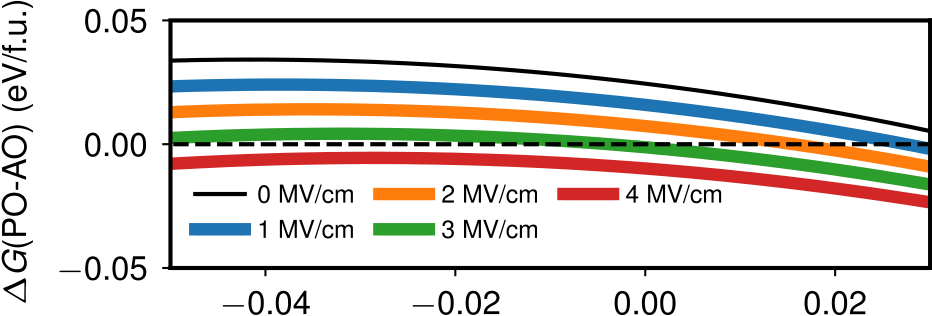 ΔG(PO-AO) (eV/f.u.)
0.05
0.00
−0.05
0 MV/cm 2 MV/cm 4 MV/cm
1 MV/cm 3 MV/cm
−0.04 −0.02 0.00 0.02